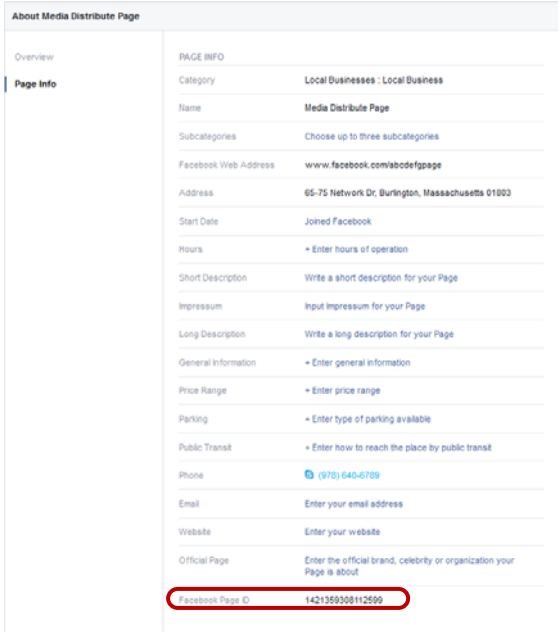 About Media Distribute Page
Overview
Page Info
PAGE INFO
Category Local Businesses : Local Business
Name Media Distribute Page
Subcategories Choose up to three subcategories
Facebook Web Address www.facebook.com/abcdefgpage
Address 65-75 Network Dr, Burlington, Massachusetts 01803
Start Date Joined Facebook
Hours + Enter hours of operation
Short Description Write a short description for your Page
Impressum Input Impressum for your Page
Long Description Write a long description for your Page
General Information + Enter general information
Price Range + Enter price range
Parking + Enter type of parking available
Public Transit + Enter how to reach the place by public transit
Phone (978) 640-6789
Email Enter your email address
Website Enter your website
Official Page Enter the official brand, celebrity or organization your
Page is about
Facebook Page ID 1421359308112599